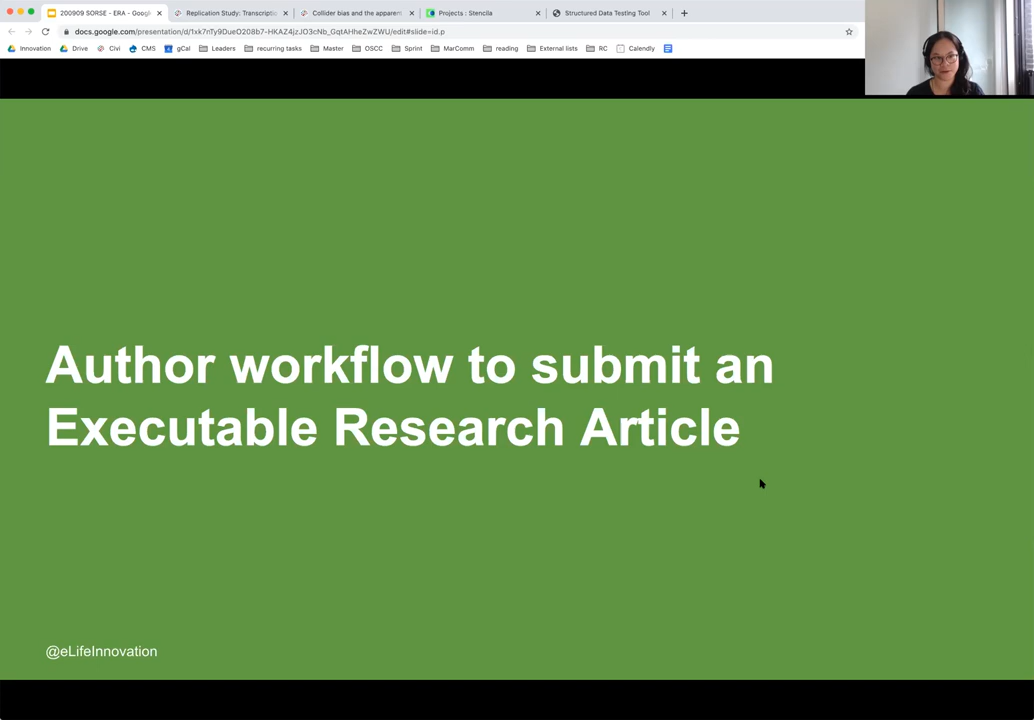 200909 SORSE - ERA - Googl
Replication Study: Transcripti
Collider bias and the apparent
Projects : Stencila
Structured Data Testing Tool
docs.google.com/presentation/d/1xk7nTy9DueO208b7-HKAZ4jzJO3cNb_GqtAHheZwZWU/edit#slide=id.p
Innovation Drive Civi CMS gCal Leaders recurring tasks Master OSCC Sprint MarComm reading External lists RC Calendly
Author workflow to submit an
Executable Research Article
@eLifeInnovation